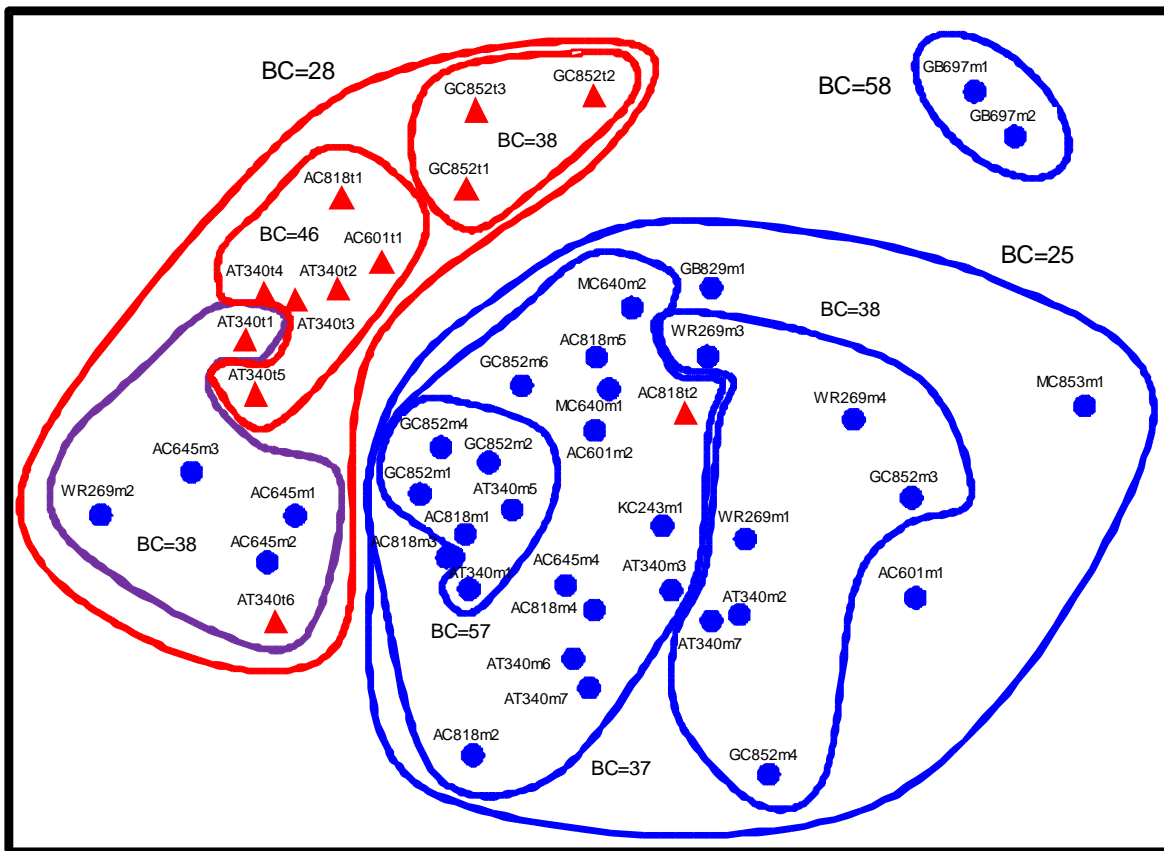 GB697m1
BC=28
GC852t2
BC=58
GC852t3
GB697m2
BC=38
GC852t1
AC818t1
BC=46
AC601t1
BC=25
AT340t4
AT340t2
GB829m1
MC640m2
BC=38
AT340t1
AT340t3
WR269m3
AC818m5
GC852m6
AT340t5
MC853m1
AC818t2
WR269m4
MC640m1
GC852m4
GC852m2
AC601m2
AC645m3
GC852m1
GC852m3
WR269m2
AC645m1
AT340m5
KC243m1
WR269m1
AC818m1
BC=38
AC645m2
AC818m3
AC645m4
AT340m3
AC601m1
AT340m1
AT340t6
AC818m4
AT340m2
BC=57
AT340m7
AT340m6
AT340m7
AC818m2
GC852m4
BC=37